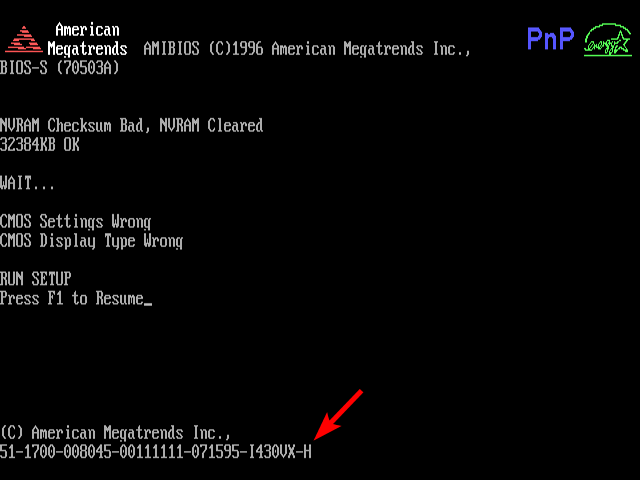 American
Megatrends AMIBIOS (C)1996 American Megatrends Inc.,
BIOS-S (70503A)
PnP
energy
NVRAM Checksum Bad, NVRAM Cleared
32384KB OK
WAIT...
CMOS Settings Wrong
CMOS Display Type Wrong
RUN SETUP
Press F1 to Resume_
(C) American Megatrends Inc.,
51-1700-008045-00111111-071595-I430VX-H